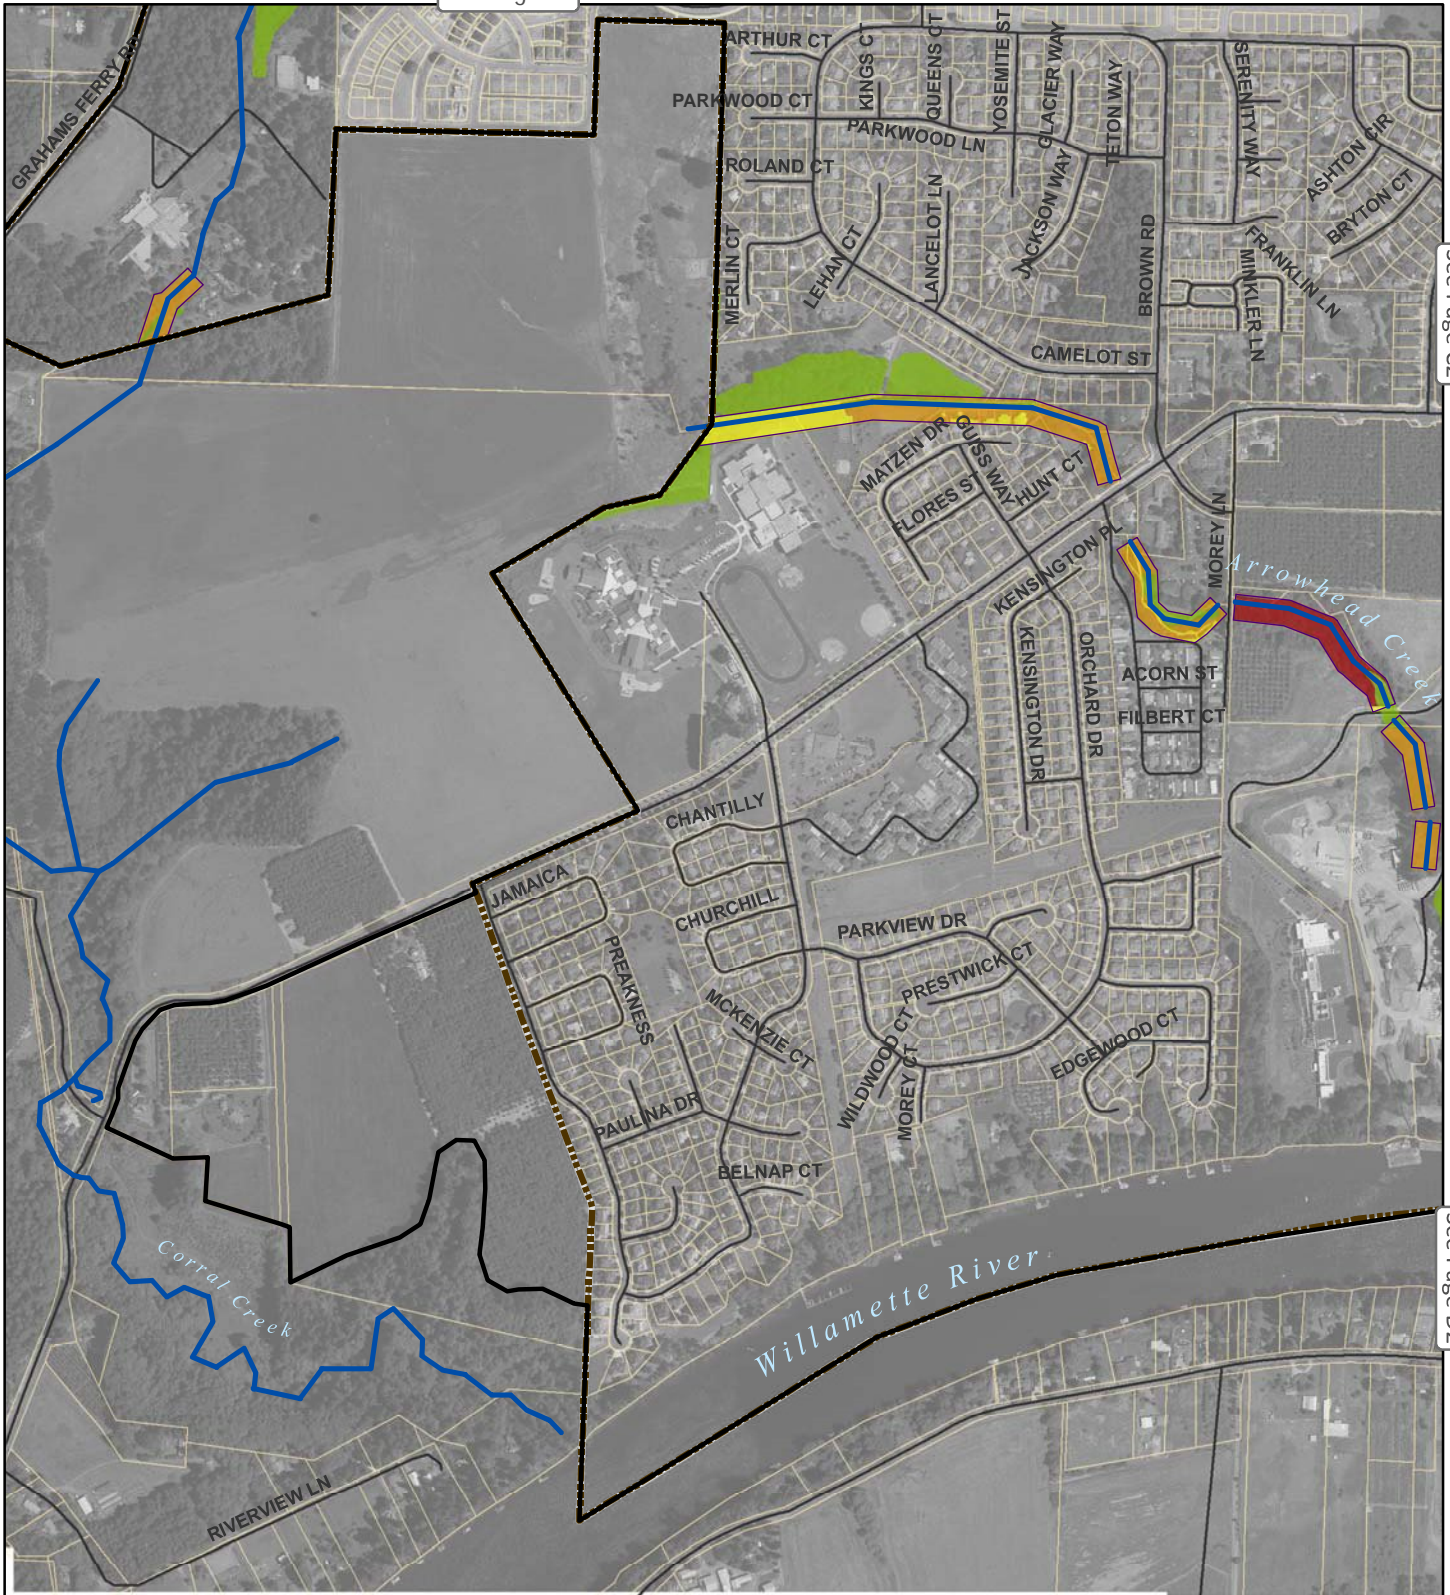 ARTHUR CT
KINGS CT
QUEENS CT
YOSEMITE ST
GLACIER WAY
TETON WAY
SERENITY WAY
GRAHAMS FERRY RD
PARKWOOD CT
PARKWOOD LN
ASHTON CIR
ROLAND CT
LANCELOT LN
JACKSON WAY
BRYTON CT
MERLIN CT
LEHAN CT
BROWN RD
FRANKLIN LN
MINKLER LN
CAMELOT ST
MATZEN DR
GUISS WAY
HUNT CT
FLORES ST
KENSINGTON PL
MOREY LN
Arrowhead Creek
KENSINGTON DR
ORCHARD DR
ACORN ST
FILBERT CT
CHANTILLY
JAMAICA
CHURCHILL
PARKVIEW DR
PREAKNESS
PRESTWICK CT
MCKENZIE CT
WILDWOOD CT
MOREY CT
EDGEWOOD CT
PAULINA DR
BELNAP CT
Corral Creek
Willamette River
RIVERVIEW LN